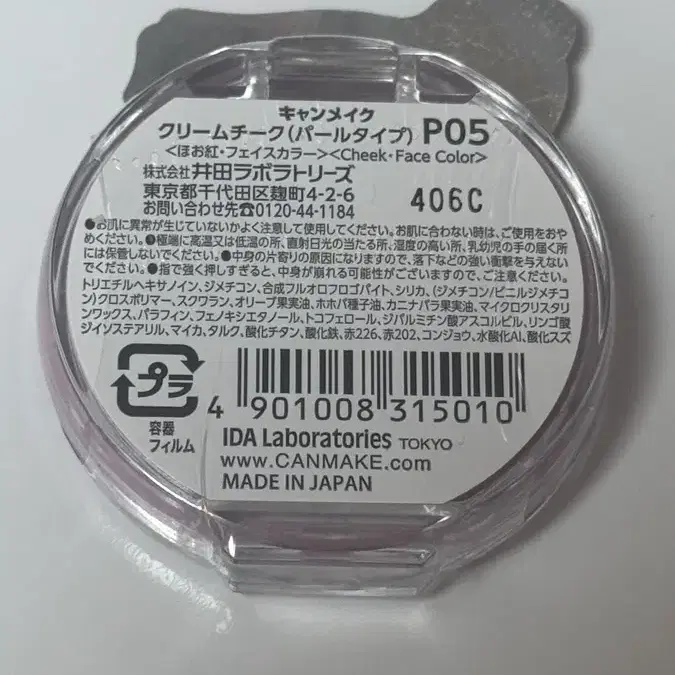 キャンメイク
クリームチーク(パールタイプ) P05
<ほお紅・フェイスカラー><Cheek・Face Color>
株式会社 井田ラボラトリーズ
東京都千代田区麹町4-2-6
お問い合わせ先☎0120-44-1184
406C
●お肌に異常が生じていないかよく注意して使用してください。お肌に合わない時は、ご使用をおや
めください。●極端に高温又は低温の所、直射日光の当たる所、湿度の高い所、乳幼児の手の届く所
には保管しないでください。●中身の片寄りの原因になりますので、落下などの強い衝撃を与えない
でください。●指で強く押しすぎると、中身が崩れる可能性がございますので、ご注意ください。
トリエチルヘキサノイン、ジメチコン、合成フルオロフロゴパイト、シリカ、(ジメチコン/ビニルジメチコ
ン)クロスポリマー、スクワラン、オリーブ果実油、ホホバ種子油、カニナバラ果実油、マイクロクリスタリ
ンワックス、パラフィン、フェノキシエタノール、トコフェロール、ジパルミチン酸アスコルビル、リンゴ酸
ジイソステアリル、マイカ、タルク、酸化チタン、酸化鉄、赤226、赤202、コンジョウ、水酸化Al、酸化スズ
プラ
容器
フィルム
4 901008 315010
IDA Laboratories TOKYO
www.CANMAKE.com
MADE IN JAPAN